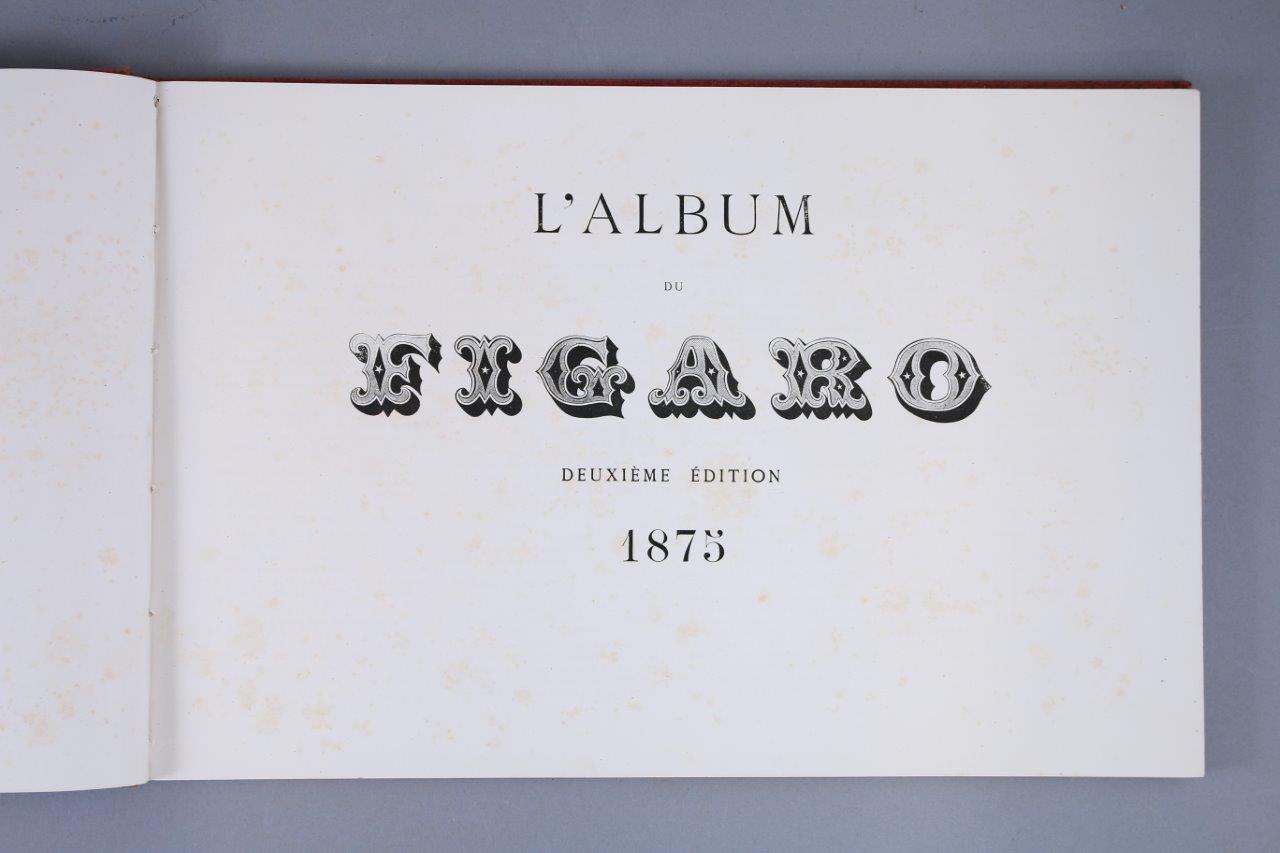 L'ALBUM
DU
FIGARO
DEUXIÈME ÉDITION
1875